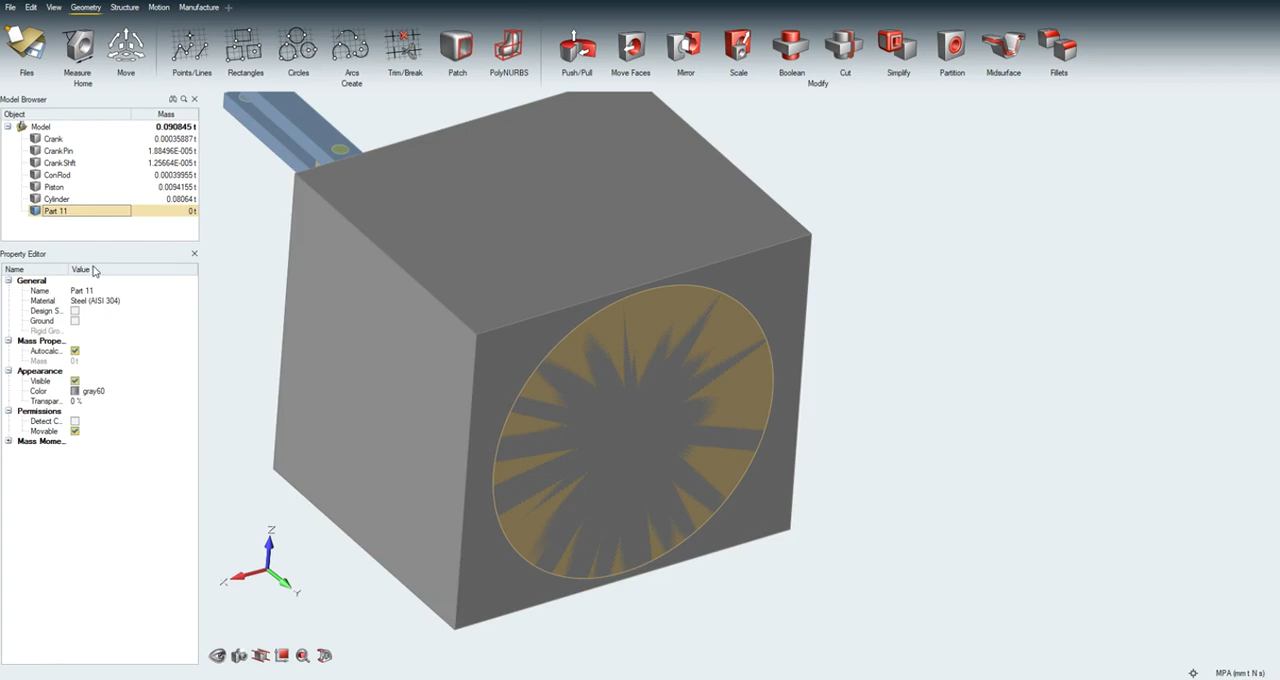 File Edit View Geometry Structure Motion Manufacture
Files Measure Move Points/Lines Rectangles Circles Arcs Trim/Break Patch PolyNURBS Push/Pull Move Faces Mirror Scale Boolean Cut Simplify Partition Midsurface Fillets
Home Create Modify
Model Browser
Object Mass
Model 0.090845 t
Crank 0.00035887 t
CrankPin 1.88496E-005 t
CrankShft 1.25664E-005 t
ConRod 0.00039955 t
Piston 0.0094155 t
Cylinder 0.08064 t
Part 11 0 t
Property Editor
Name Value
General
Name Part 11
Material Steel (AISI 304)
Design S...
Ground
Rigid Gro...
Mass Prope...
Autocalc...
Mass 0 t
Appearance
Visible
Color gray60
Transpar... 0 %
Permissions
Detect C...
Movable
Mass Mome...
Z
X
Y
MPA (mm t N s)